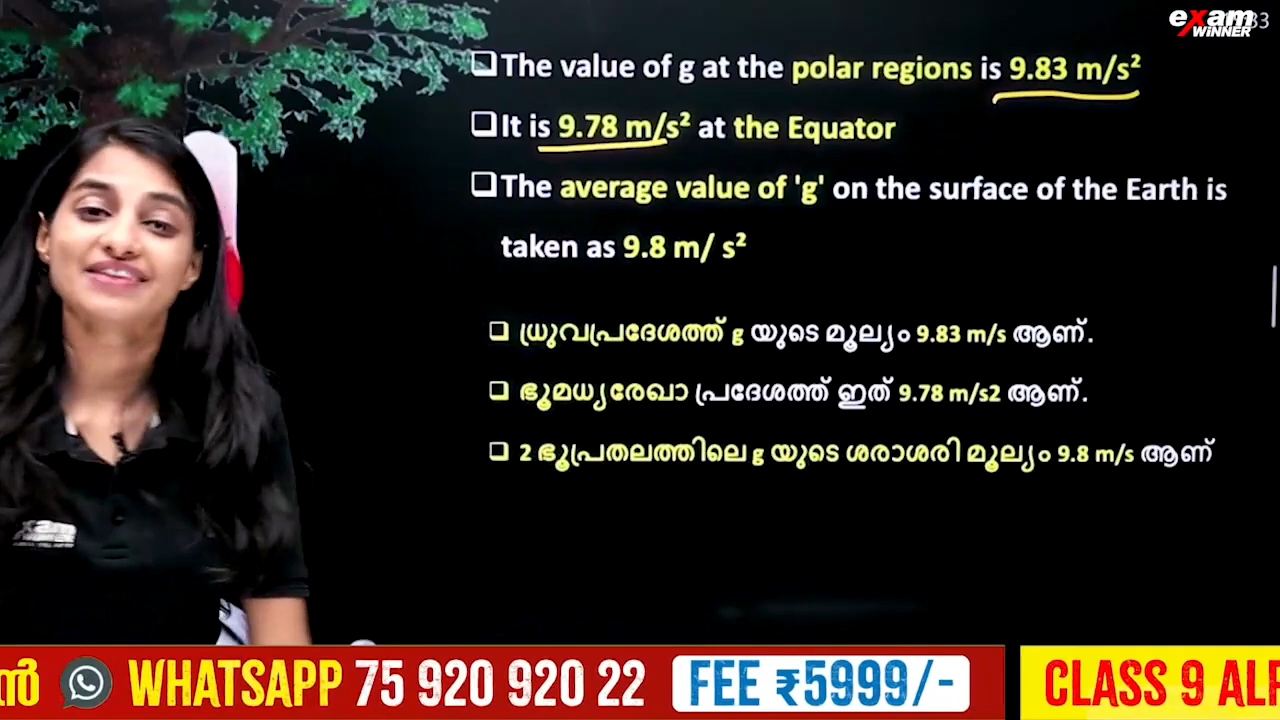 exam
WiNNER
❑The value of g at the polar regions is 9.83 m/s²
❑It is 9.78 m/s² at the Equator
❑The average value of 'g' on the surface of the Earth is
taken as 9.8 m/ s²
❑ ധ്രുവപ്രദേശത്ത് g യുടെ മൂല്യം 9.83 m/s ആണ്.
❑ ഭൂമധ്യരേഖാ പ്രദേശത്ത് ഇത് 9.78 m/s2 ആണ്.
❑ 2 ഭൂപ്രതലത്തിലെ g യുടെ ശരാശരി മൂല്യം 9.8 m/s ആണ്
WHATSAPP 75 920 920 22 FEE ₹5999/- CLASS 9